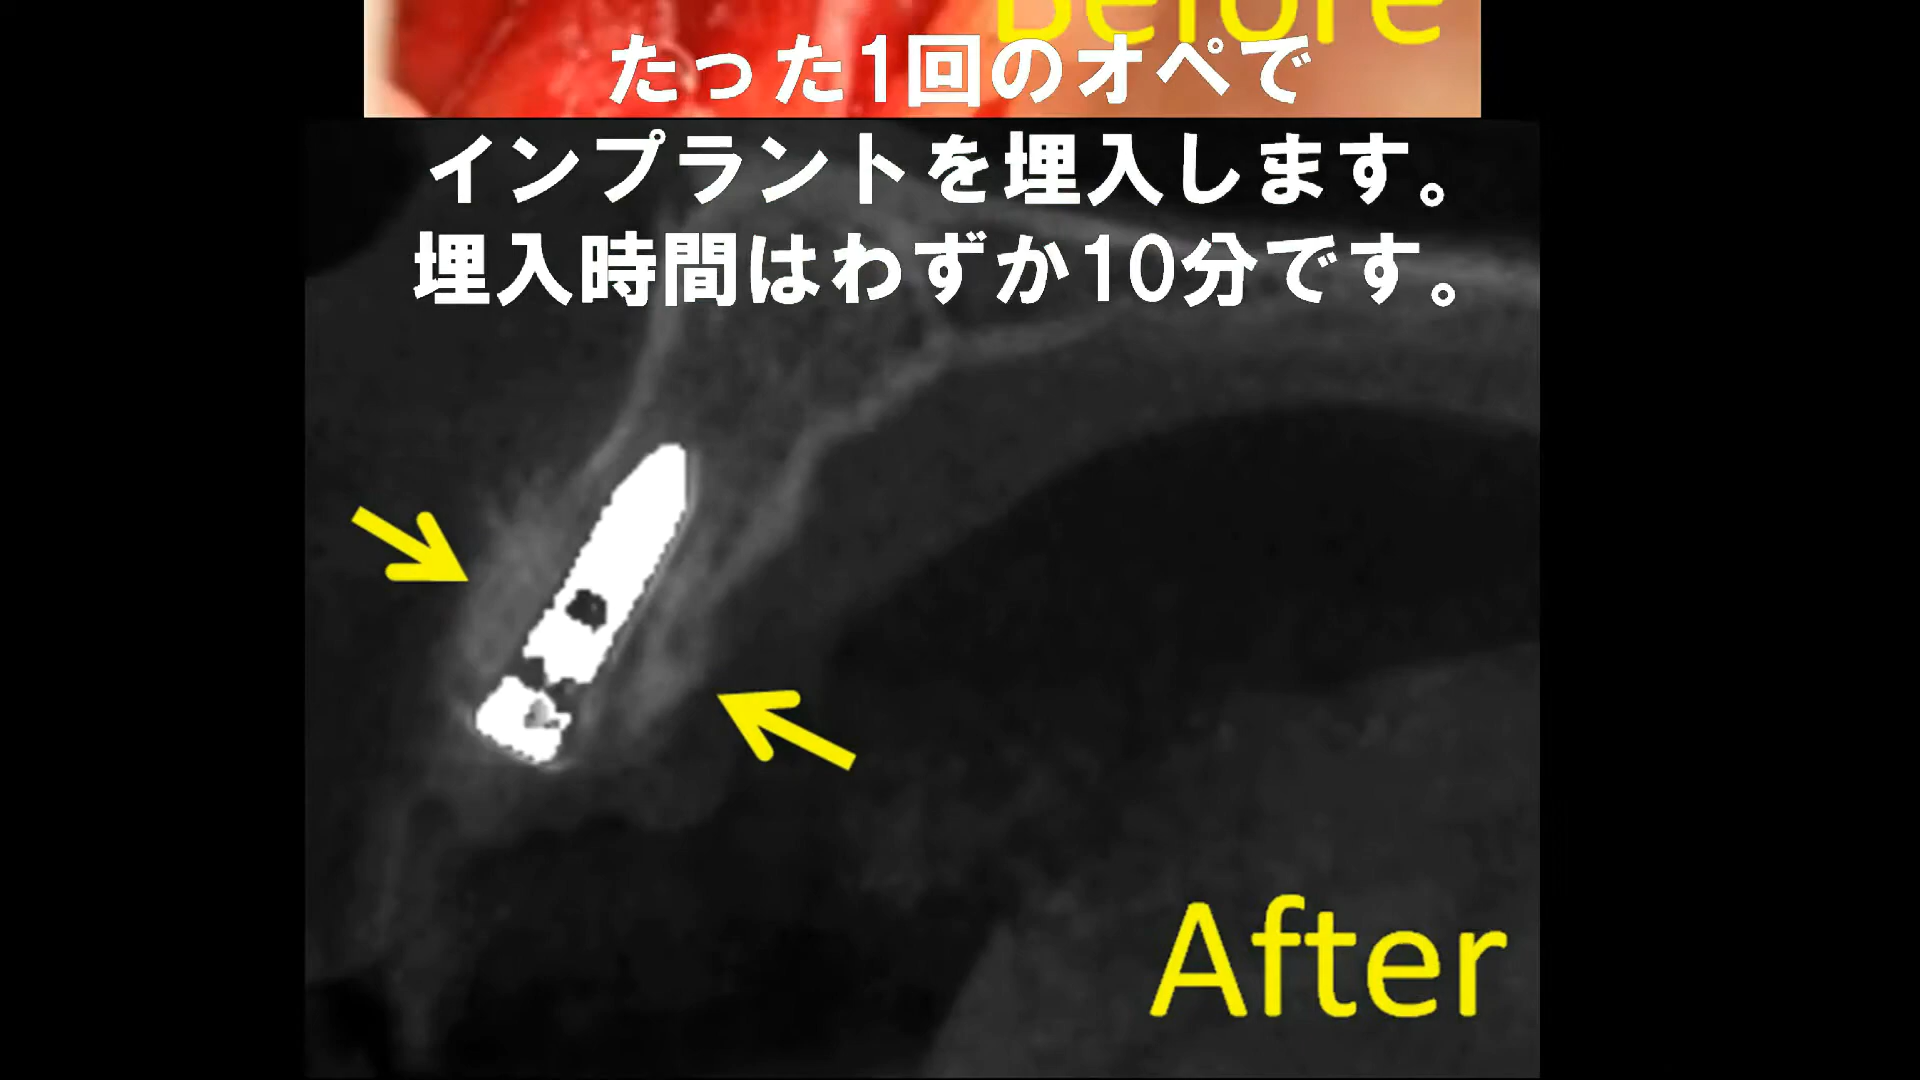 Before
たった1回のオペで
インプラントを埋入します。
埋入時間はわずか10分です。
After